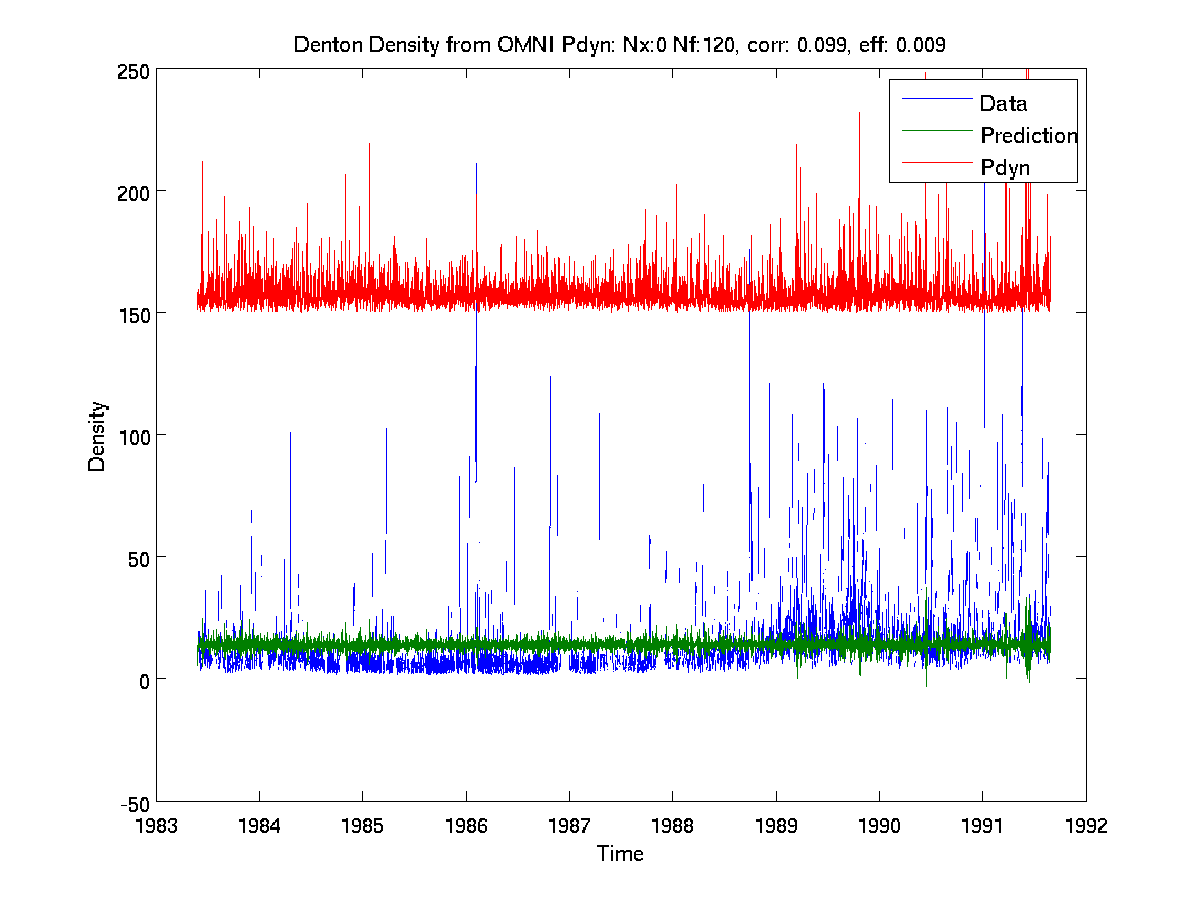 Denton Density from OMNI Pdyn: Nx:0 Nf:120, corr: 0.099, eff: 0.009
250
200
150
100
50
0
-50
Density
Data
Prediction
Pdyn
1983 1984 1985 1986 1987 1988 1989 1990 1991 1992
Time